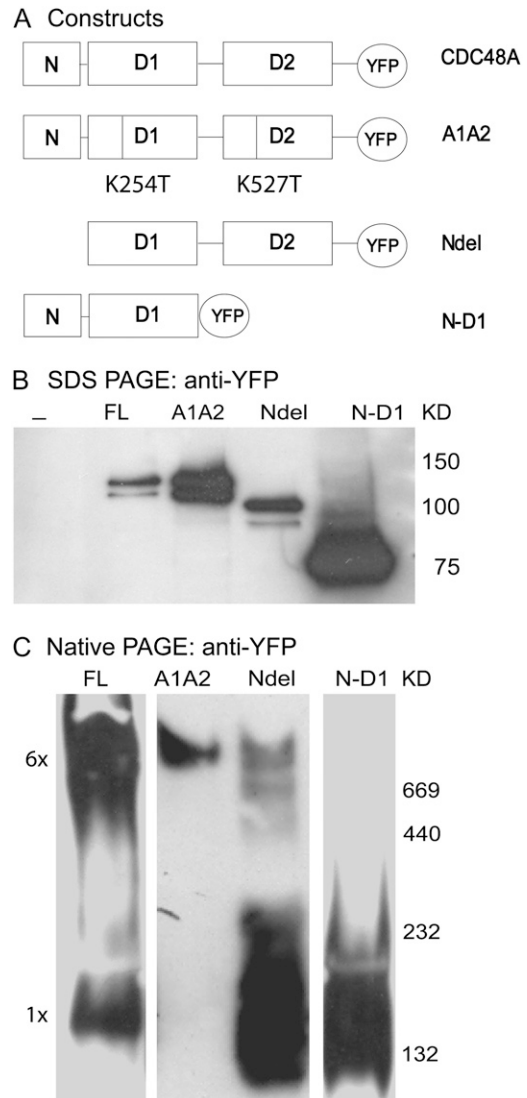 A Constructs
N D1 D2 YFP CDC48A
N D1 D2 YFP A1A2
K254T K527T
D1 D2 YFP Ndel
N D1 YFP N-D1
B SDS PAGE: anti-YFP
– FL A1A2 Ndel N-D1 KD
150
100
75
C Native PAGE: anti-YFP
FL A1A2 Ndel N-D1 KD
6x
669
440
232
1x
132